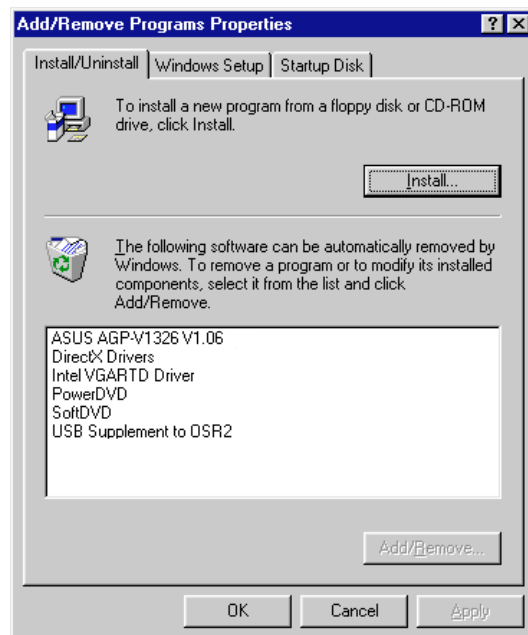 Add/Remove Programs Properties
Install/Uninstall Windows Setup Startup Disk
To install a new program from a floppy disk or CD-ROM
drive, click Install.
Install...
The following software can be automatically removed by
Windows. To remove a program or to modify its installed
components, select it from the list and click
Add/Remove.
ASUS AGP-V1326 V1.06
DirectX Drivers
Intel VGARTD Driver
PowerDVD
SoftDVD
USB Supplement to OSR2
Add/Remove...
OK Cancel Apply